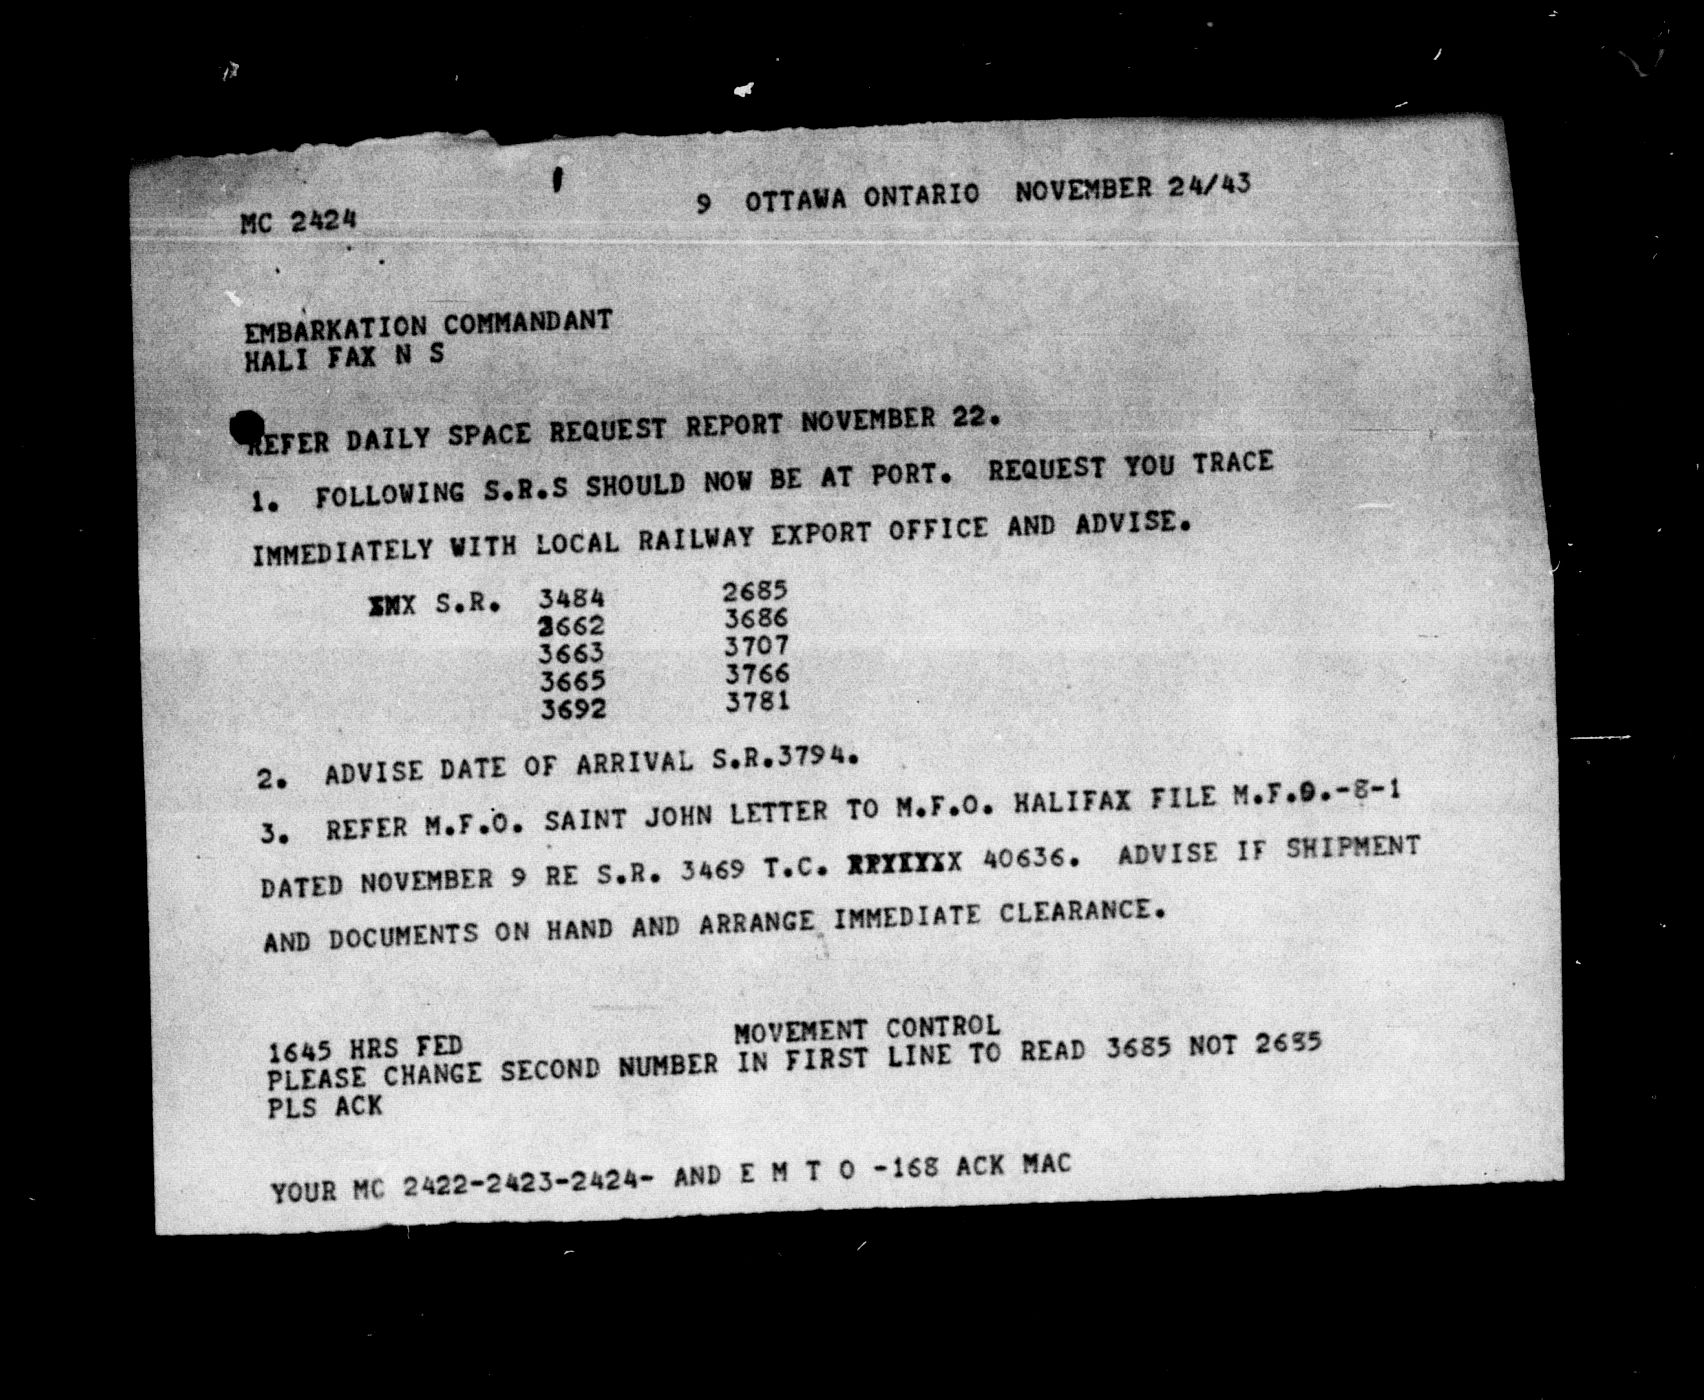 9 OTTAWA ONTARIO NOVEMBER 24/43
MC 2424
EMBARKATION COMMANDANT
HALI FAX N S
REFER DAILY SPACE REQUEST REPORT NOVEMBER 22.
1. FOLLOWING S.R.S SHOULD NOW BE AT PORT. REQUEST YOU TRACE
IMMEDIATELY WITH LOCAL RAILWAY EXPORT OFFICE AND ADVISE.
S.R. 3484 2685
3662 3686
3663 3707
3665 3766
3692 3781
2. ADVISE DATE OF ARRIVAL S.R.3794.
3. REFER M.F.O. SAINT JOHN LETTER TO M.F.O. HALIFAX FILE M.F.O.-8-1
DATED NOVEMBER 9 RE S.R. 3469 T.C. 40636. ADVISE IF SHIPMENT
AND DOCUMENTS ON HAND AND ARRANGE IMMEDIATE CLEARANCE.
1645 HRS FED MOVEMENT CONTROL
PLEASE CHANGE SECOND NUMBER IN FIRST LINE TO READ 3685 NOT 2685
PLS ACK
YOUR MC 2422-2423-2424- AND E M T O -168 ACK MAC